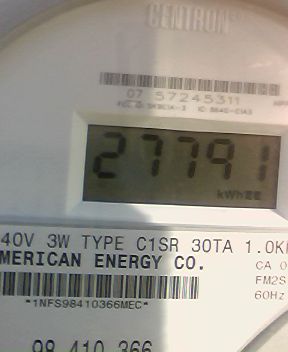 CENTRON
07 57245311
27791
kWh
40V 3W TYPE C1SR 30TA 1.0K
MERICAN ENERGY CO.
CA 0
FM2S
60Hz
*1NFS98410366MEC*
98 410 366